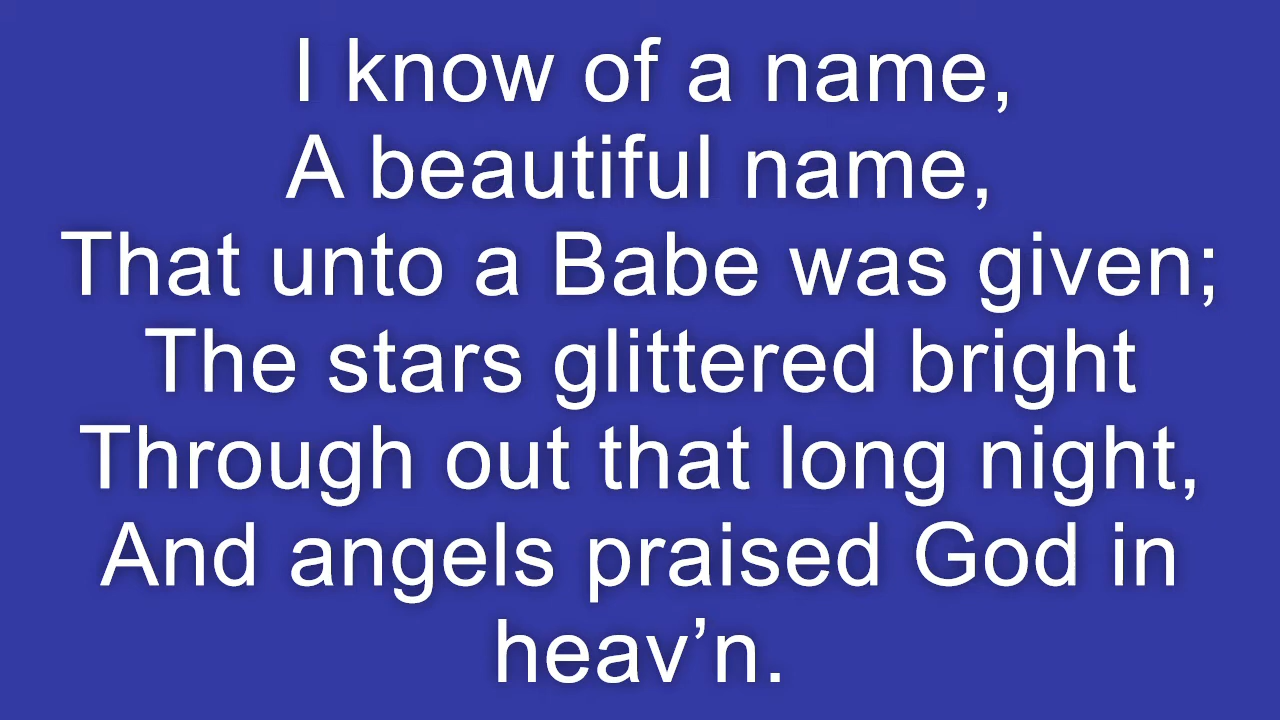 I know of a name,
A beautiful name,
That unto a Babe was given;
The stars glittered bright
Through out that long night,
And angels praised God in
heav’n.